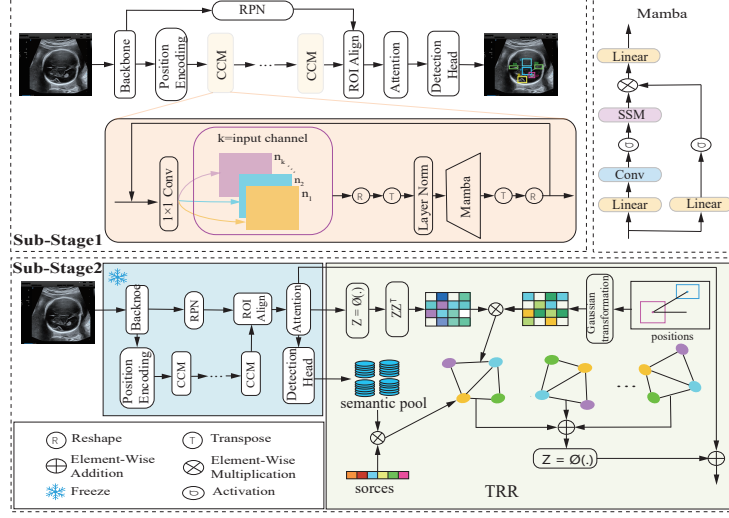 RPN
Backbone
Position
Encoding
CCM
......
CCM
ROI Align
Attention
Detection
Head
k=input channel
1×1 Conv
n_k
n_2
n_1
R
T
Layer Norm
Mamba
T
R
Sub-Stage1
Mamba
Linear
SSM
Conv
Linear
Linear
Sub-Stage2
Backnoe
RPN
ROI
Align
Attention
Position
Encoding
CCM
......
CCM
Detection
Head
Z = Ø(.)
ZZᵀ
Gaussian
transformation
positions
semantic pool
...
Z = Ø(.)
sorces
TRR
R
Reshape
T
Transpose
Element-Wise
Addition
Element-Wise
Multiplication
Freeze
Activation